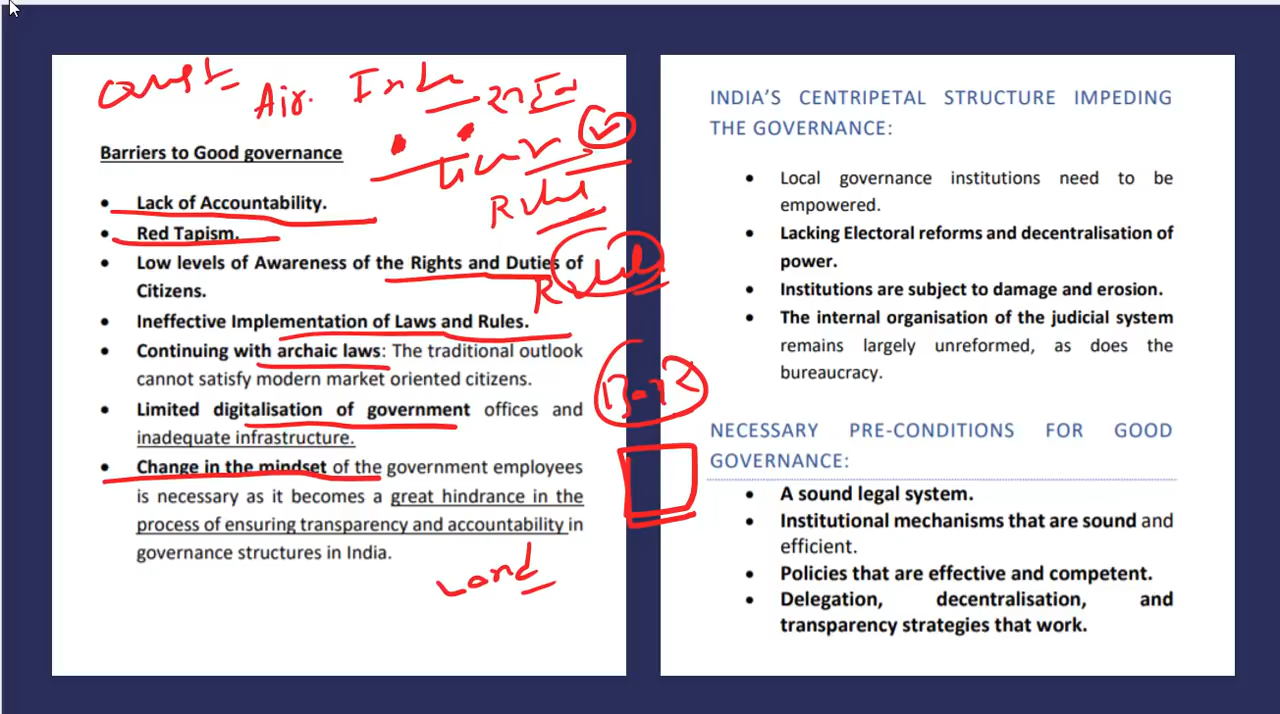 Air.
Rules
Rules
Land
Barriers to Good governance
• Lack of Accountability.
• Red Tapism.
• Low levels of Awareness of the Rights and Duties of
Citizens.
• Ineffective Implementation of Laws and Rules.
• Continuing with archaic laws: The traditional outlook
cannot satisfy modern market oriented citizens.
• Limited digitalisation of government offices and
inadequate infrastructure.
• Change in the mindset of the government employees
is necessary as it becomes a great hindrance in the
process of ensuring transparency and accountability in
governance structures in India.
INDIA'S CENTRIPETAL STRUCTURE IMPEDING
THE GOVERNANCE:
• Local governance institutions need to be
empowered.
• Lacking Electoral reforms and decentralisation of
power.
• Institutions are subject to damage and erosion.
• The internal organisation of the judicial system
remains largely unreformed, as does the
bureaucracy.
NECESSARY PRE-CONDITIONS FOR GOOD
GOVERNANCE:
• A sound legal system.
• Institutional mechanisms that are sound and
efficient.
• Policies that are effective and competent.
• Delegation, decentralisation, and
transparency strategies that work.